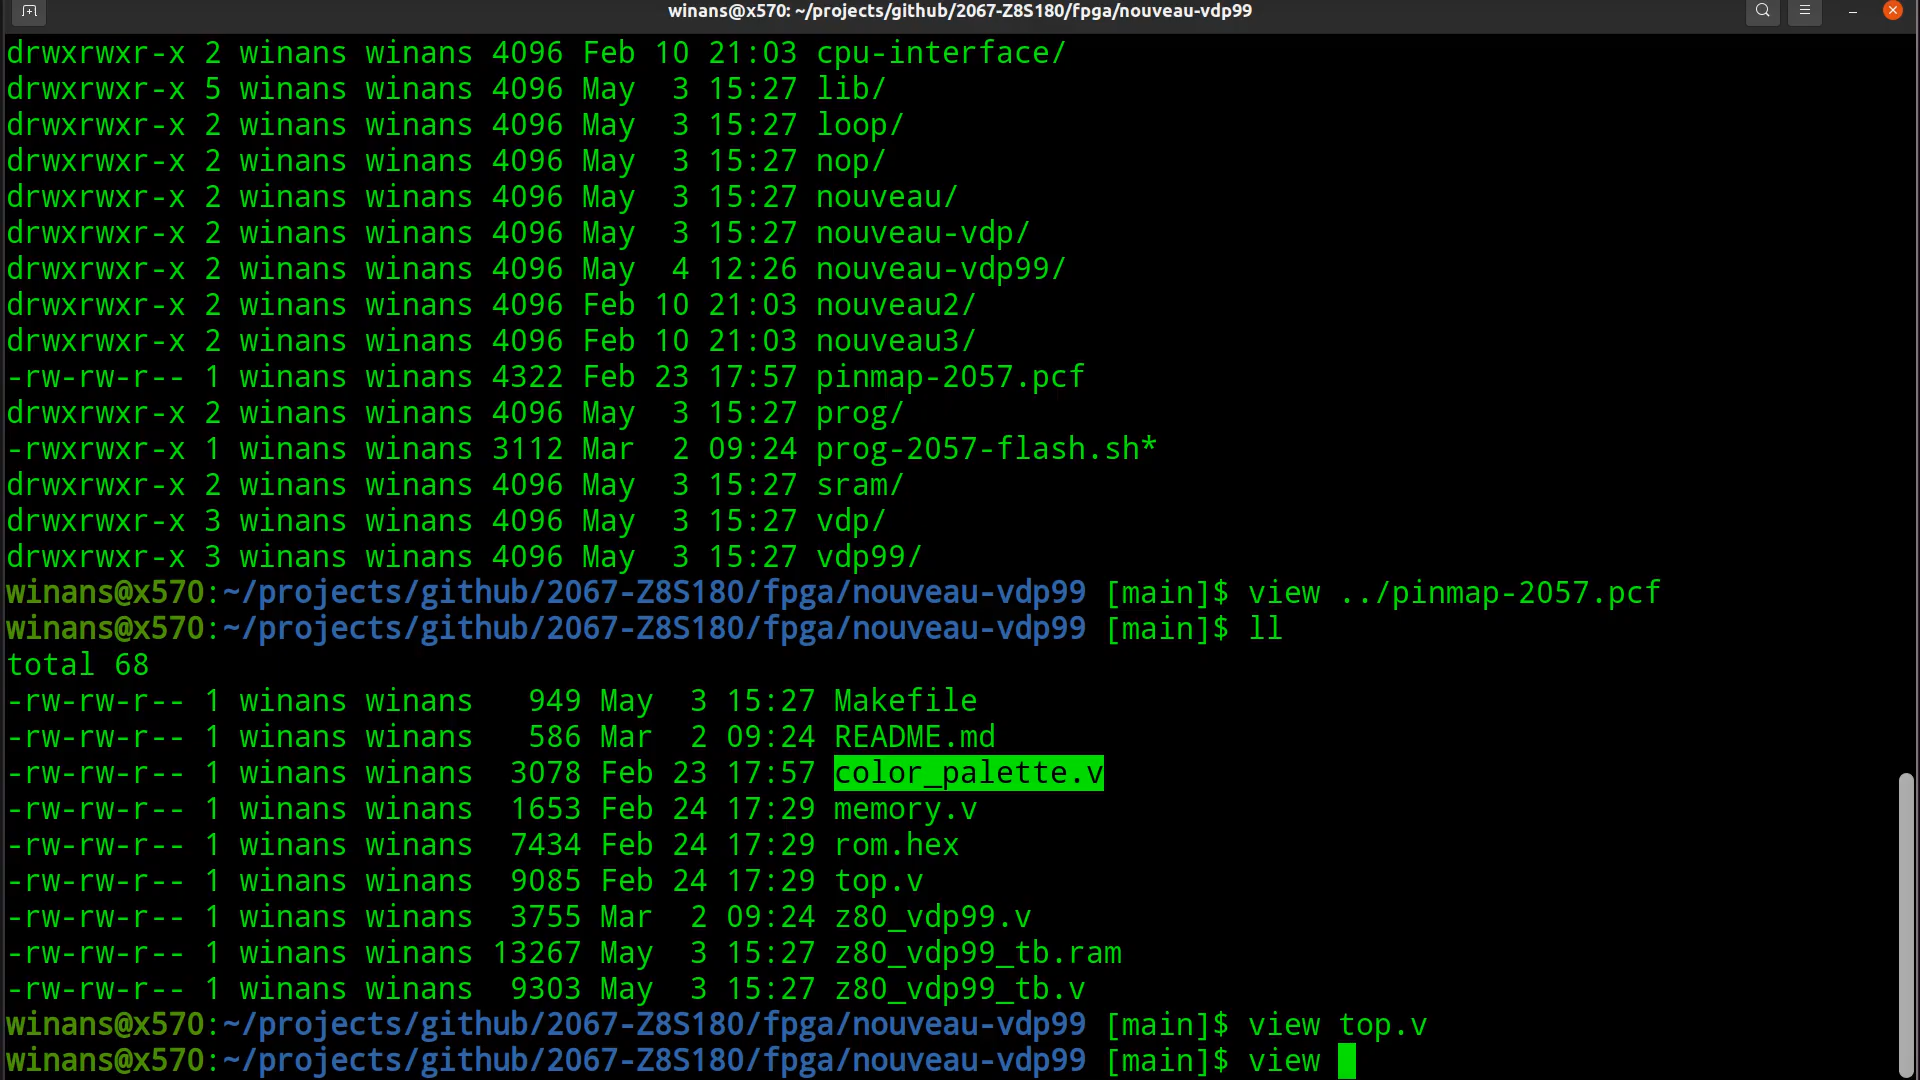 winans@x570: ~/projects/github/2067-Z8S180/fpga/nouveau-vdp99
drwxrwxr-x 2 winans winans 4096 Feb 10 21:03 cpu-interface/
drwxrwxr-x 5 winans winans 4096 May  3 15:27 lib/
drwxrwxr-x 2 winans winans 4096 May  3 15:27 loop/
drwxrwxr-x 2 winans winans 4096 May  3 15:27 nop/
drwxrwxr-x 2 winans winans 4096 May  3 15:27 nouveau/
drwxrwxr-x 2 winans winans 4096 May  3 15:27 nouveau-vdp/
drwxrwxr-x 2 winans winans 4096 May  4 12:26 nouveau-vdp99/
drwxrwxr-x 2 winans winans 4096 Feb 10 21:03 nouveau2/
drwxrwxr-x 2 winans winans 4096 Feb 10 21:03 nouveau3/
-rw-rw-r-- 1 winans winans 4322 Feb 23 17:57 pinmap-2057.pcf
drwxrwxr-x 2 winans winans 4096 May  3 15:27 prog/
-rwxrwxr-x 1 winans winans 3112 Mar  2 09:24 prog-2057-flash.sh*
drwxrwxr-x 2 winans winans 4096 May  3 15:27 sram/
drwxrwxr-x 3 winans winans 4096 May  3 15:27 vdp/
drwxrwxr-x 3 winans winans 4096 May  3 15:27 vdp99/
winans@x570:~/projects/github/2067-Z8S180/fpga/nouveau-vdp99 [main]$ view ../pinmap-2057.pcf
winans@x570:~/projects/github/2067-Z8S180/fpga/nouveau-vdp99 [main]$ ll
total 68
-rw-rw-r-- 1 winans winans   949 May  3 15:27 Makefile
-rw-rw-r-- 1 winans winans   586 Mar  2 09:24 README.md
-rw-rw-r-- 1 winans winans  3078 Feb 23 17:57 color_palette.v
-rw-rw-r-- 1 winans winans  1653 Feb 24 17:29 memory.v
-rw-rw-r-- 1 winans winans  7434 Feb 24 17:29 rom.hex
-rw-rw-r-- 1 winans winans  9085 Feb 24 17:29 top.v
-rw-rw-r-- 1 winans winans  3755 Mar  2 09:24 z80_vdp99.v
-rw-rw-r-- 1 winans winans 13267 May  3 15:27 z80_vdp99_tb.ram
-rw-rw-r-- 1 winans winans  9303 May  3 15:27 z80_vdp99_tb.v
winans@x570:~/projects/github/2067-Z8S180/fpga/nouveau-vdp99 [main]$ view top.v
winans@x570:~/projects/github/2067-Z8S180/fpga/nouveau-vdp99 [main]$ view